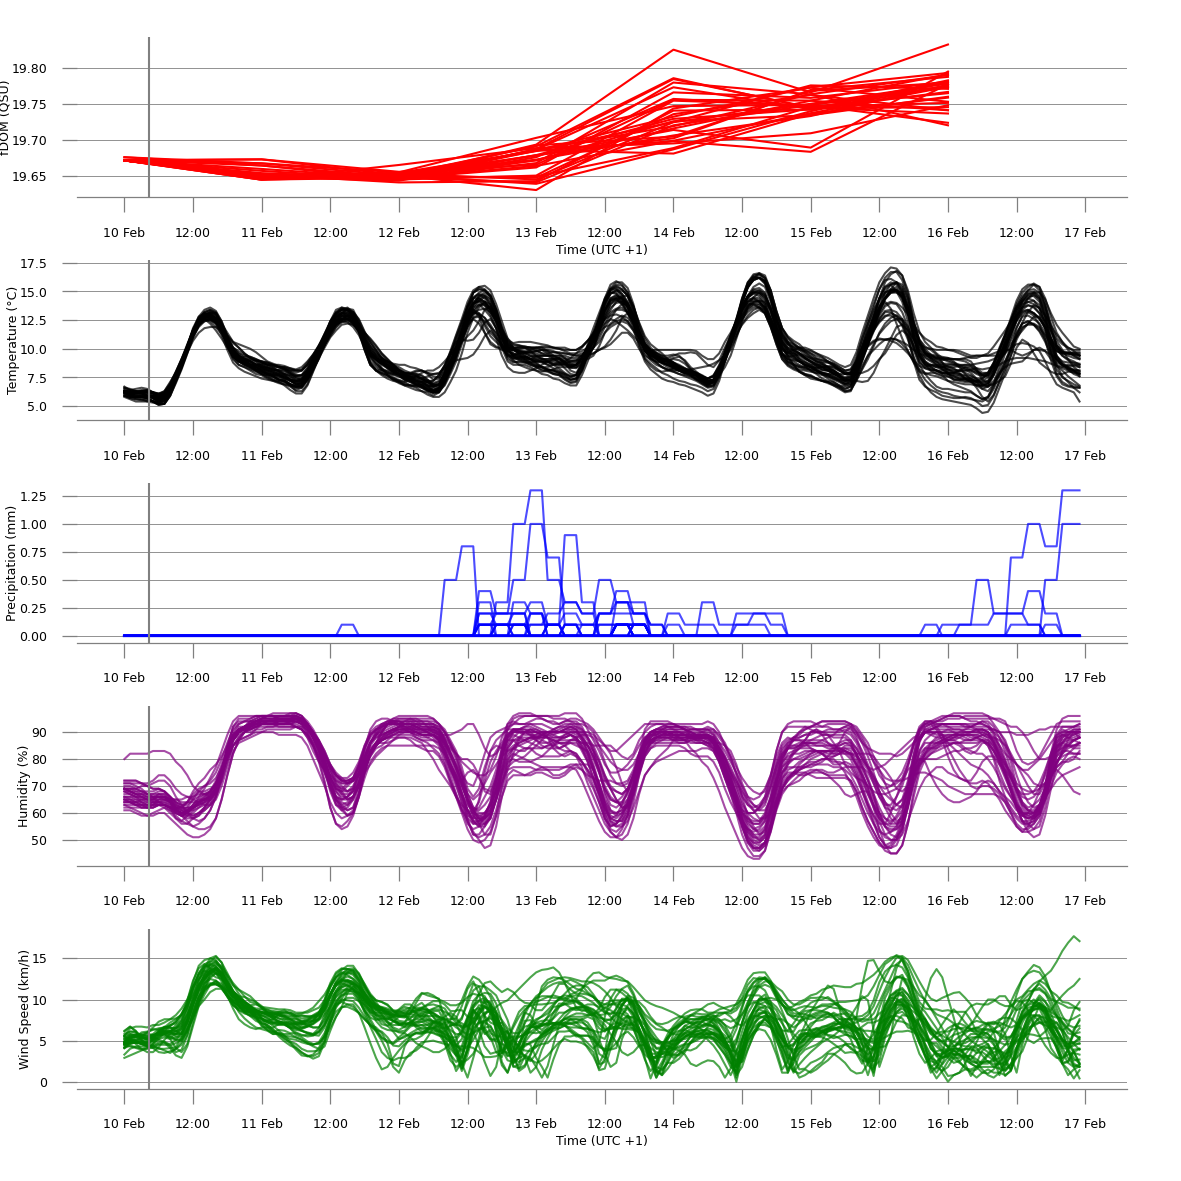 fDOM (QSU)
19.80
19.75
19.70
19.65
10 Feb 12:00 11 Feb 12:00 12 Feb 12:00 13 Feb 12:00 14 Feb 12:00 15 Feb 12:00 16 Feb 12:00 17 Feb
Time (UTC +1)
Temperature (°C)
17.5
15.0
12.5
10.0
7.5
5.0
10 Feb 12:00 11 Feb 12:00 12 Feb 12:00 13 Feb 12:00 14 Feb 12:00 15 Feb 12:00 16 Feb 12:00 17 Feb
Precipitation (mm)
1.25
1.00
0.75
0.50
0.25
0.00
10 Feb 12:00 11 Feb 12:00 12 Feb 12:00 13 Feb 12:00 14 Feb 12:00 15 Feb 12:00 16 Feb 12:00 17 Feb
Humidity (%)
90
80
70
60
50
10 Feb 12:00 11 Feb 12:00 12 Feb 12:00 13 Feb 12:00 14 Feb 12:00 15 Feb 12:00 16 Feb 12:00 17 Feb
Wind Speed (km/h)
15
10
5
0
10 Feb 12:00 11 Feb 12:00 12 Feb 12:00 13 Feb 12:00 14 Feb 12:00 15 Feb 12:00 16 Feb 12:00 17 Feb
Time (UTC +1)